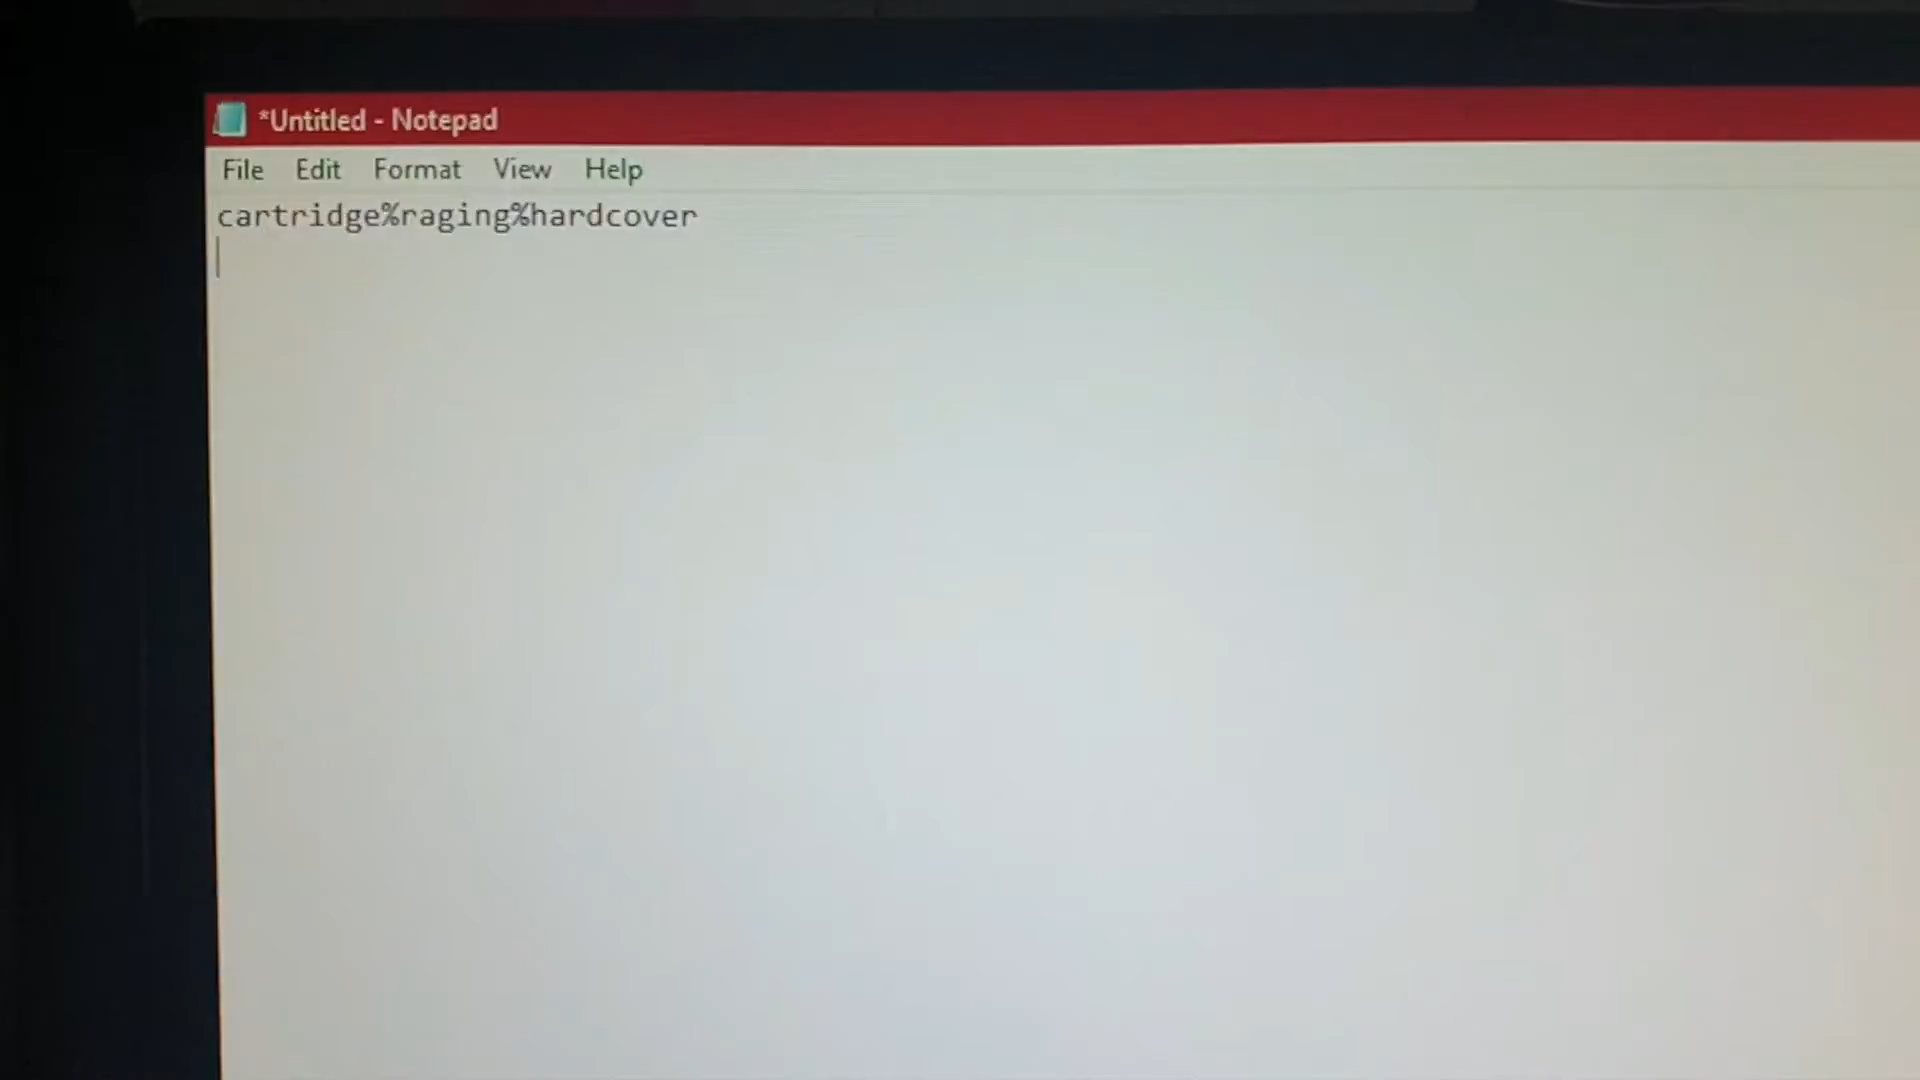 *Untitled - Notepad
File Edit Format View Help
cartridge%raging%hardcover